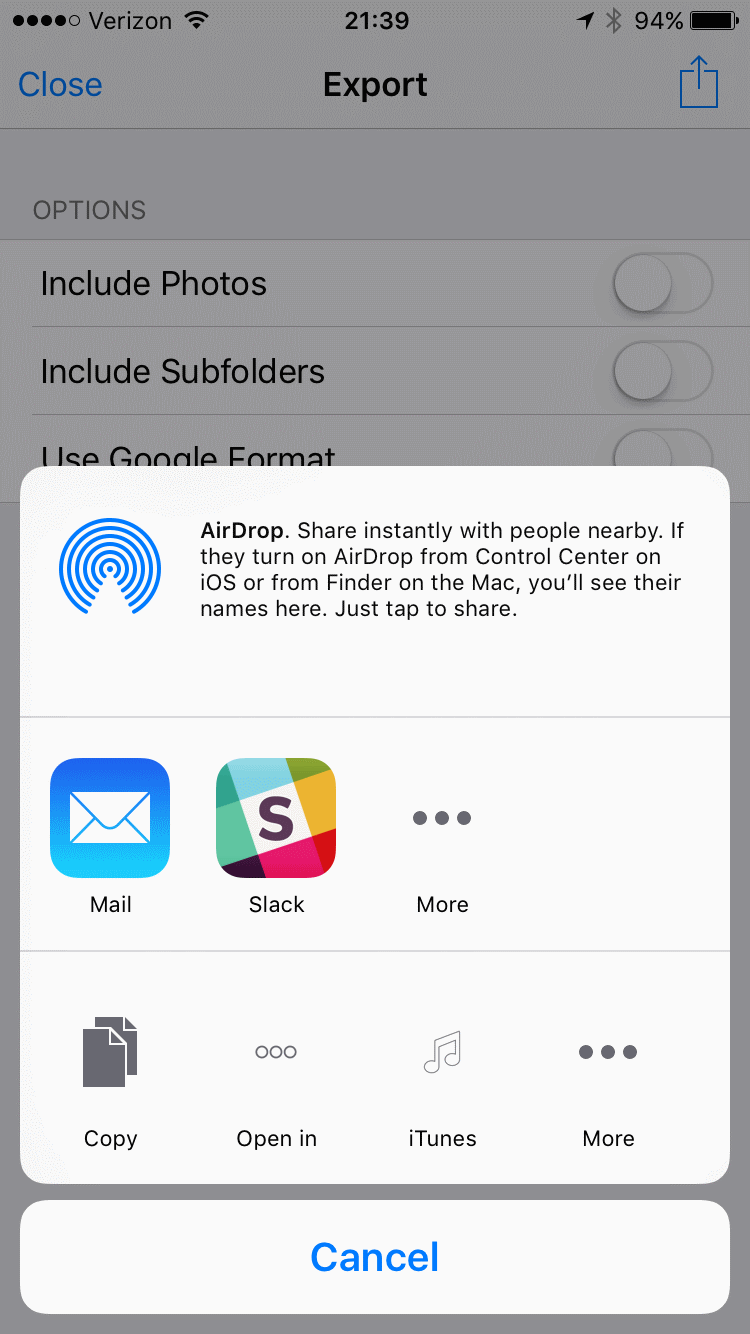 Verizon 21:39 94%
Close Export
OPTIONS
Include Photos
Include Subfolders
Use Google Format
AirDrop. Share instantly with people nearby. If
they turn on AirDrop from Control Center on
iOS or from Finder on the Mac, you’ll see their
names here. Just tap to share.
S
Mail Slack More
Copy Open in iTunes More
Cancel